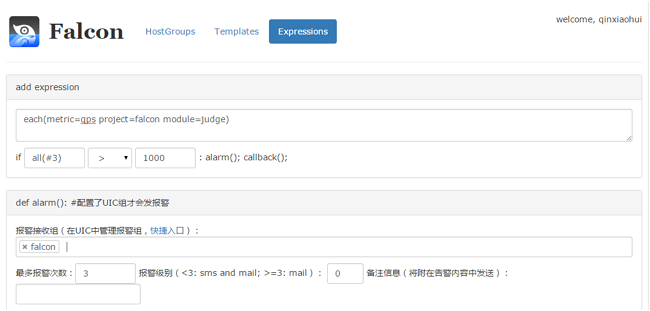 welcome, qinxiaohui
Falcon HostGroups Templates Expressions
add expression
each(metric=qps project=falcon module=judge)
if all(#3) > 1000 : alarm(); callback();
def alarm(): #配置了UIC组才会发报警
报警接收组（在UIC中管理报警组，快捷入口）：
× falcon
最多报警次数： 3 报警级别（<3: sms and mail; >=3: mail）： 0 备注信息（将附在告警内容中发送）：